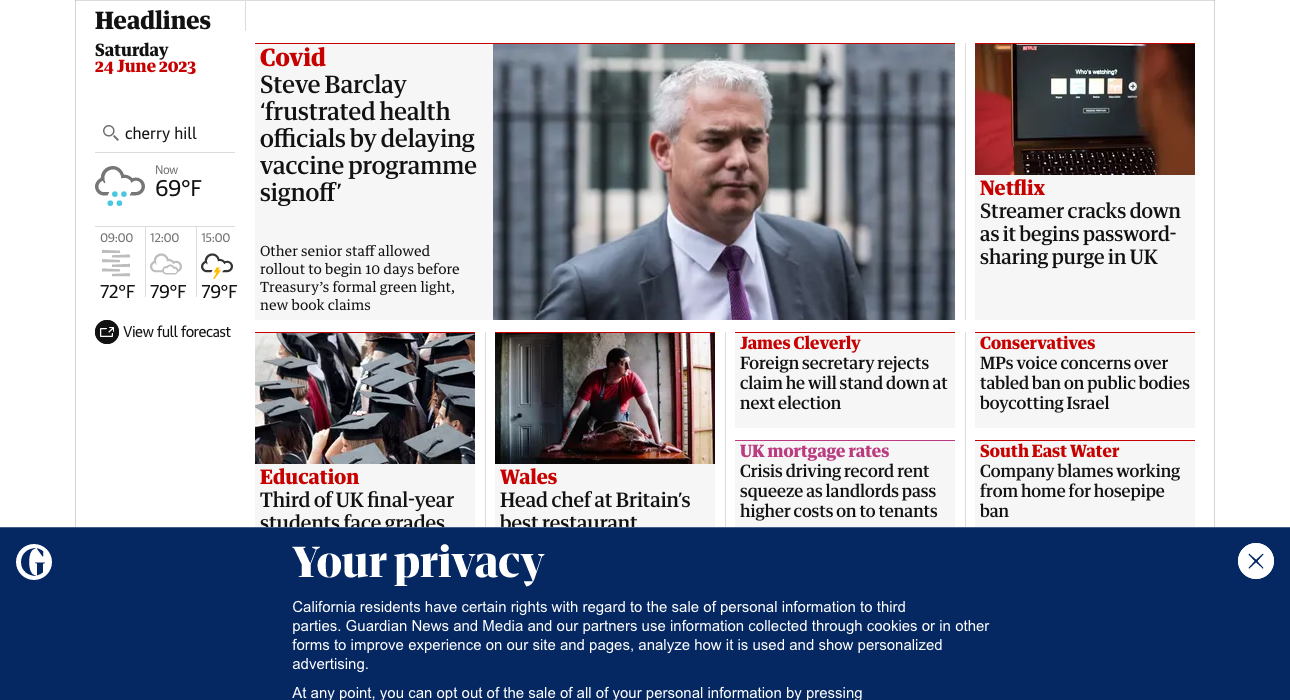 Headlines
Saturday
24 June 2023
cherry hill
Now
69°F
09:00
12:00
15:00
72°F
79°F
79°F
View full forecast
Covid
Steve Barclay
‘frustrated health
officials by delaying
vaccine programme
signoff’
Other senior staff allowed
rollout to begin 10 days before
Treasury’s formal green light,
new book claims
NETFLIX
Who's watching?
Netflix
Streamer cracks down
as it begins password-
sharing purge in UK
Education
Third of UK final-year
students face grades
Wales
Head chef at Britain’s
best restaurant
James Cleverly
Foreign secretary rejects
claim he will stand down at
next election
UK mortgage rates
Crisis driving record rent
squeeze as landlords pass
higher costs on to tenants
Conservatives
MPs voice concerns over
tabled ban on public bodies
boycotting Israel
South East Water
Company blames working
from home for hosepipe
ban
G
Your privacy
California residents have certain rights with regard to the sale of personal information to third
parties. Guardian News and Media and our partners use information collected through cookies or in other
forms to improve experience on our site and pages, analyze how it is used and show personalized
advertising.
At any point, you can opt out of the sale of all of your personal information by pressing